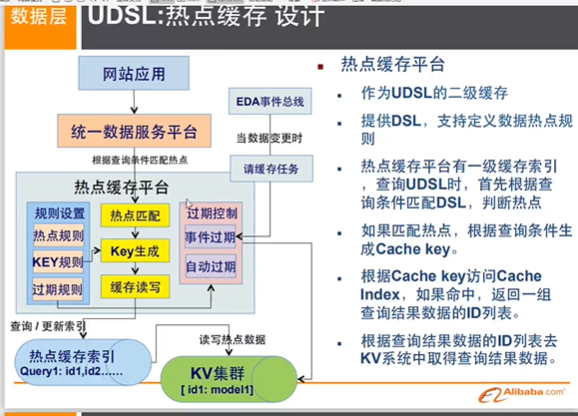 数据层
UDSL:热点缓存 设计
网站应用
统一数据服务平台
根据查询条件匹配热点
EDA事件总线
当数据变更时
请缓存任务
热点缓存平台
规则设置
热点规则
KEY规则
过期规则
热点匹配
Key生成
缓存读写
过期控制
事件过期
自动过期
查询 / 更新索引
读写热点数据
热点缓存索引
Query1: id1,id2……
KV集群
[ id1: model1]
热点缓存平台
作为UDSL的二级缓存
提供DSL，支持定义数据热点规
则
热点缓存平台有一级缓存索引
，查询UDSL时，首先根据查
询条件匹配DSL，判断热点
如果匹配热点，根据查询条件生
成Cache key。
根据Cache key访问Cache
Index，如果命中，返回一组
查询结果数据的ID列表。
根据查询结果数据的ID列表去
KV系统中取得查询结果数据。
Alibaba.com